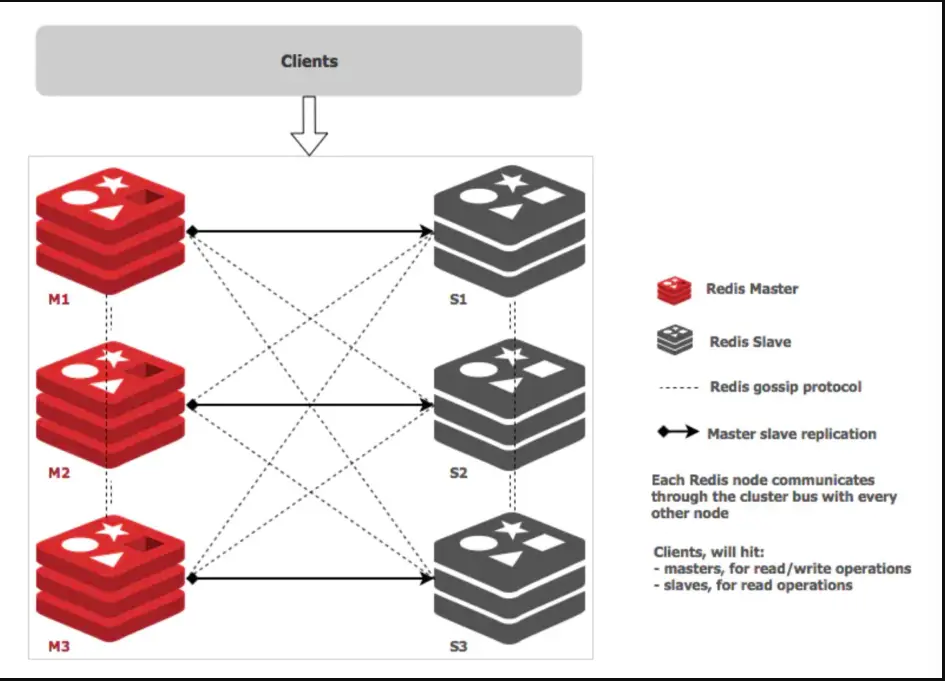 Clients
M1
S1
M2
S2
M3
S3
Redis Master
Redis Slave
Redis gossip protocol
Master slave replication
Each Redis node communicates
through the cluster bus with every
other node
Clients, will hit:
- masters, for read/write operations
- slaves, for read operations